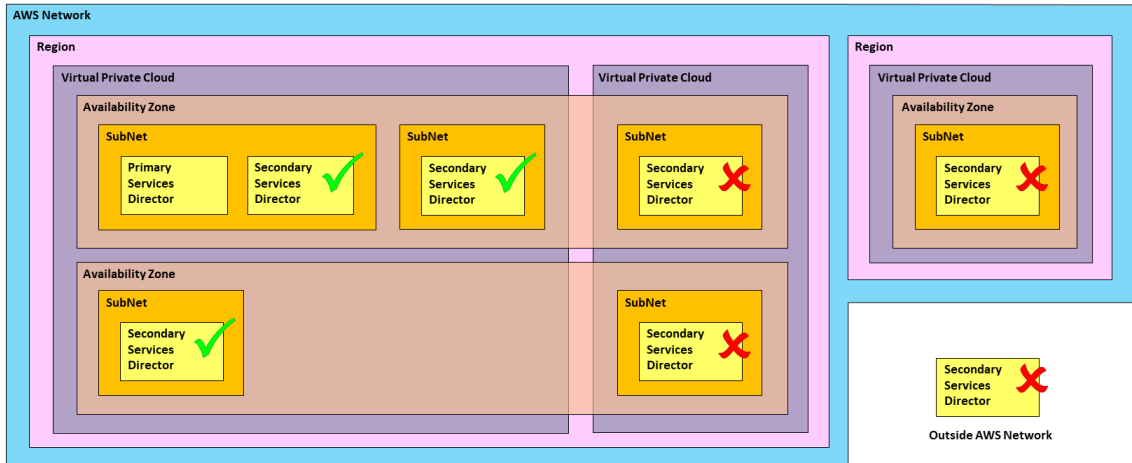 AWS Network
Region
Region
Virtual Private Cloud
Virtual Private Cloud
Virtual Private Cloud
Availability Zone
Availability Zone
SubNet
SubNet
SubNet
SubNet
Primary
Services
Director
Secondary
Services
Director
Secondary
Services
Director
Secondary
Services
Director
Secondary
Services
Director
Availability Zone
SubNet
SubNet
Secondary
Services
Director
Secondary
Services
Director
Secondary
Services
Director
Outside AWS Network